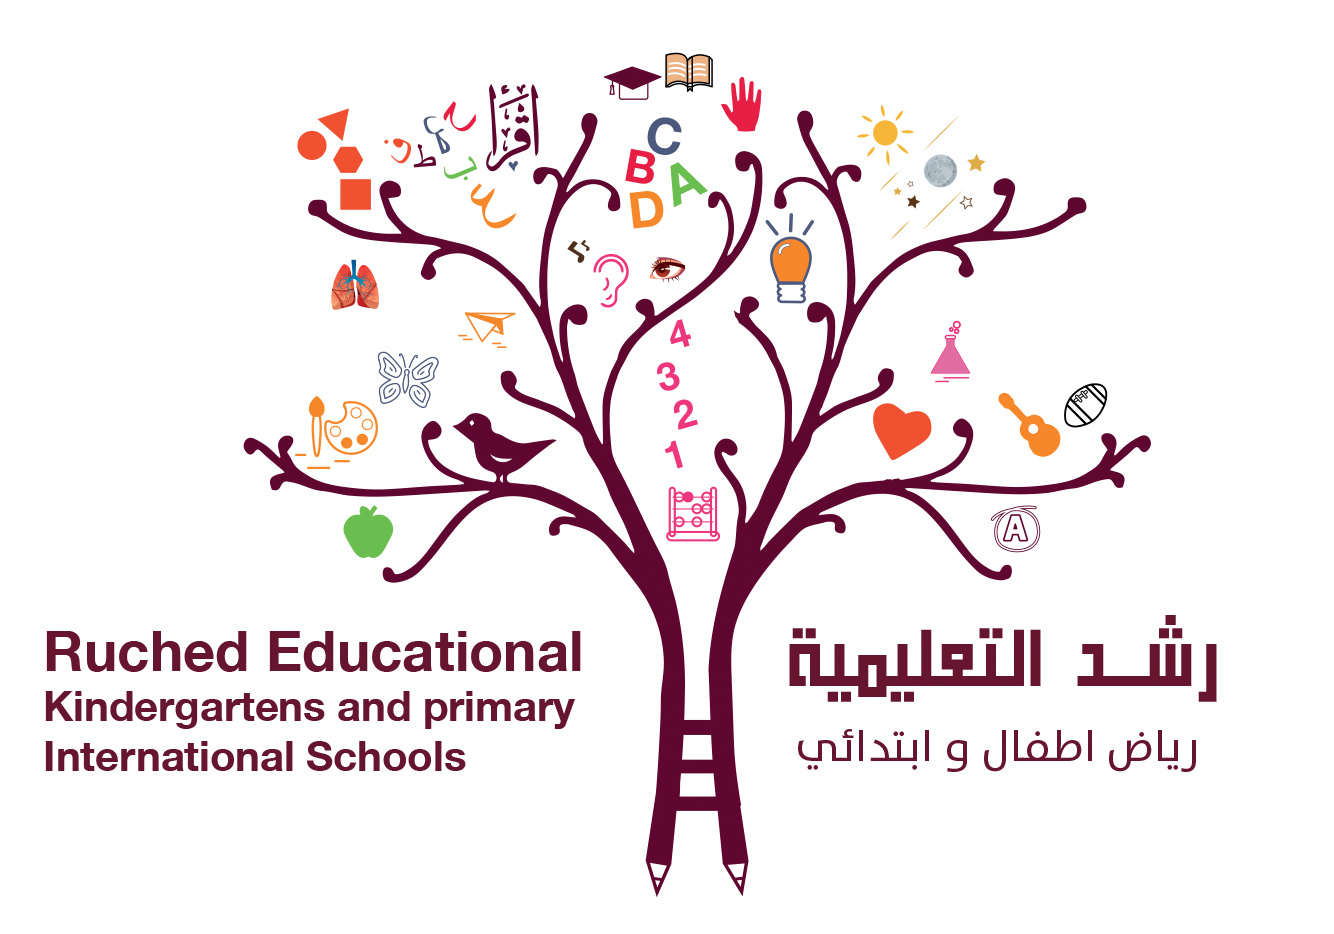 اقرأ
ح
س
ن
ط
ب
ع
C
B
A
D
4
3
2
1
A
Ruched Educational
Kindergartens and primary
International Schools
رشد التعليمية
رياض اطفال و ابتدائي